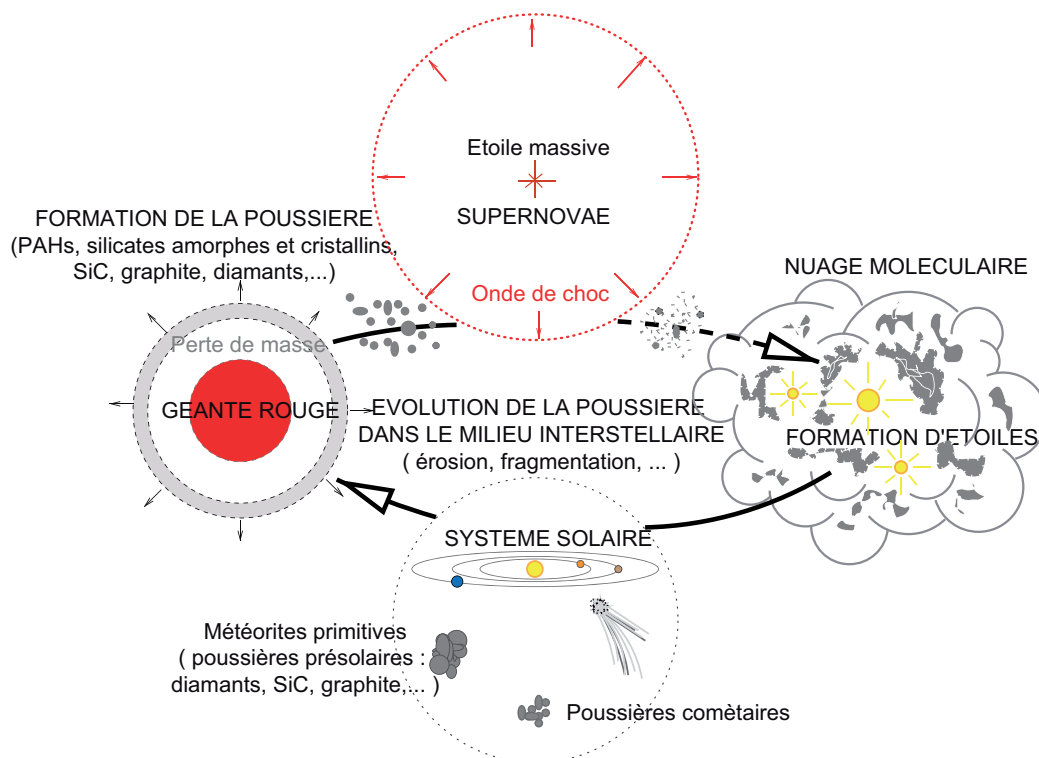 Etoile massive
SUPERNOVAE
Onde de choc
FORMATION DE LA POUSSIERE
(PAHs, silicates amorphes et cristallins,
SiC, graphite, diamants,...)
Perte de masse
GEANTE ROUGE
NUAGE MOLECULAIRE
FORMATION D'ETOILES
EVOLUTION DE LA POUSSIERE
DANS LE MILIEU INTERSTELLAIRE
( érosion, fragmentation, ... )
SYSTEME SOLAIRE
Météorites primitives
( poussières présolaires :
diamants, SiC, graphite,... )
Poussières comètaires